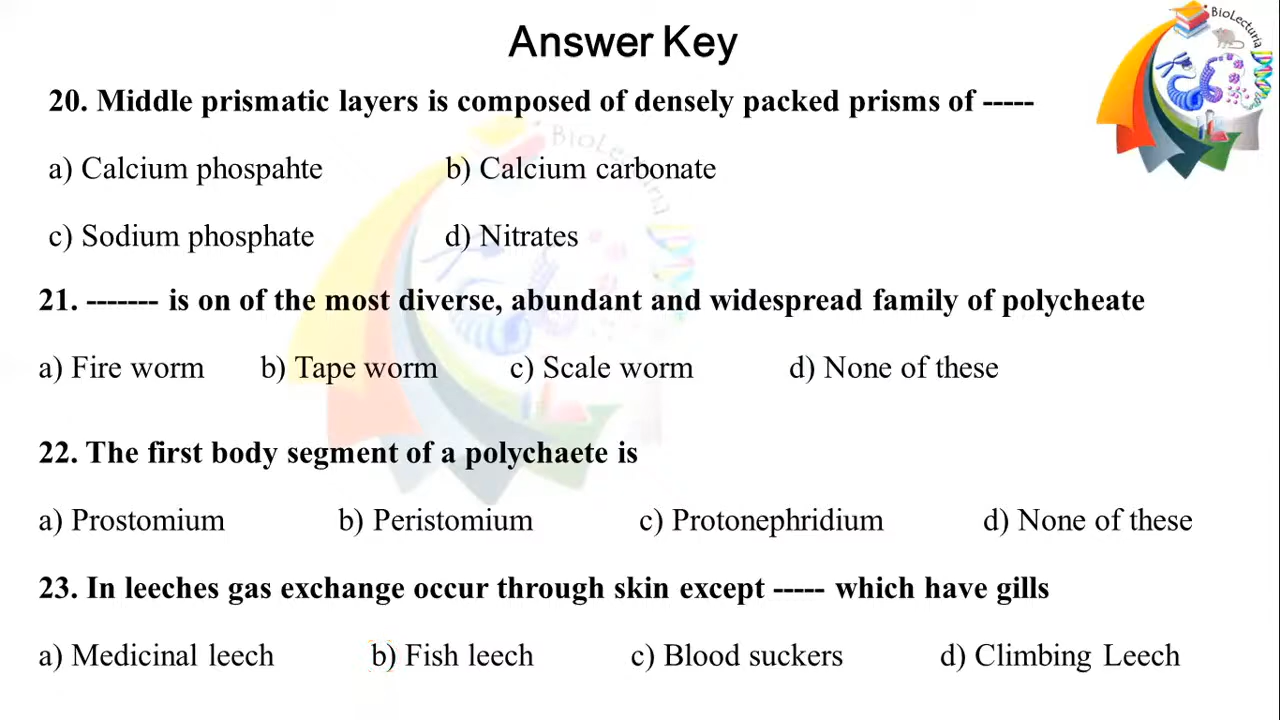 Answer Key
BioLecturia
20. Middle prismatic layers is composed of densely packed prisms of -----
a) Calcium phospahte b) Calcium carbonate
c) Sodium phosphate d) Nitrates
21. ------- is on of the most diverse, abundant and widespread family of polycheate
a) Fire worm b) Tape worm c) Scale worm d) None of these
22. The first body segment of a polychaete is
a) Prostomium b) Peristomium c) Protonephridium d) None of these
23. In leeches gas exchange occur through skin except ----- which have gills
a) Medicinal leech b) Fish leech c) Blood suckers d) Climbing Leech
BioLecturia